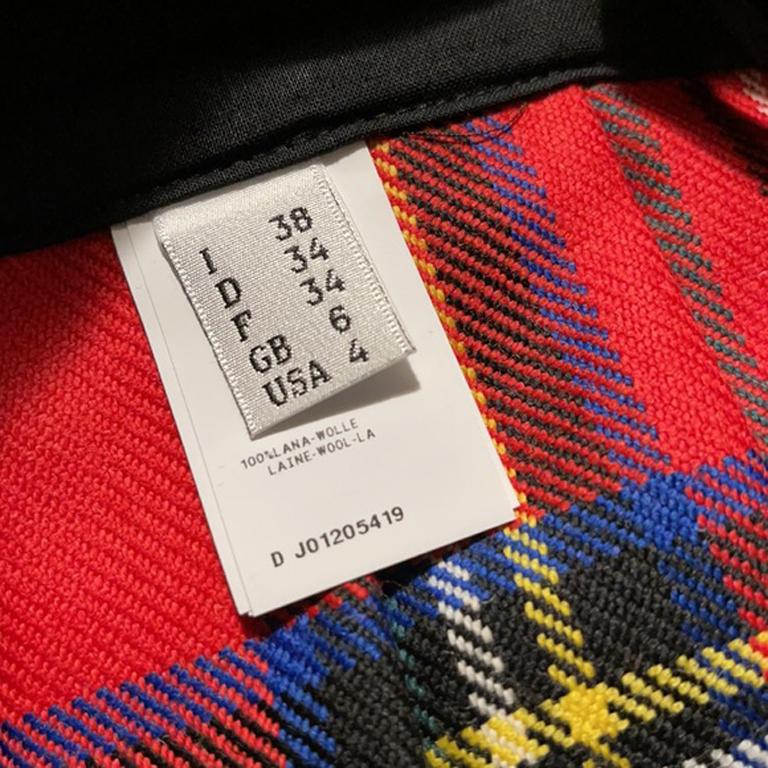 I 38
D 34
F 34
GB 6
USA 4
100%LANA-WOLLE
LAINE-WOOL-LA
D J01205419